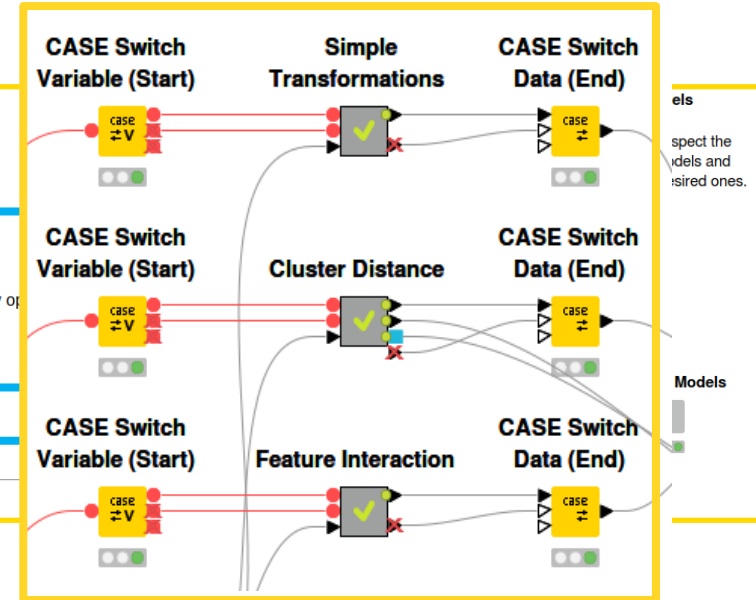 CASE Switch
Variable (Start)
Simple
Transformations
CASE Switch
Data (End)
case
V
case
els
spect the
dels and
esired ones.
CASE Switch
Variable (Start)
Cluster Distance
CASE Switch
Data (End)
case
V
case
op
Models
CASE Switch
Variable (Start)
Feature Interaction
CASE Switch
Data (End)
case
V
case